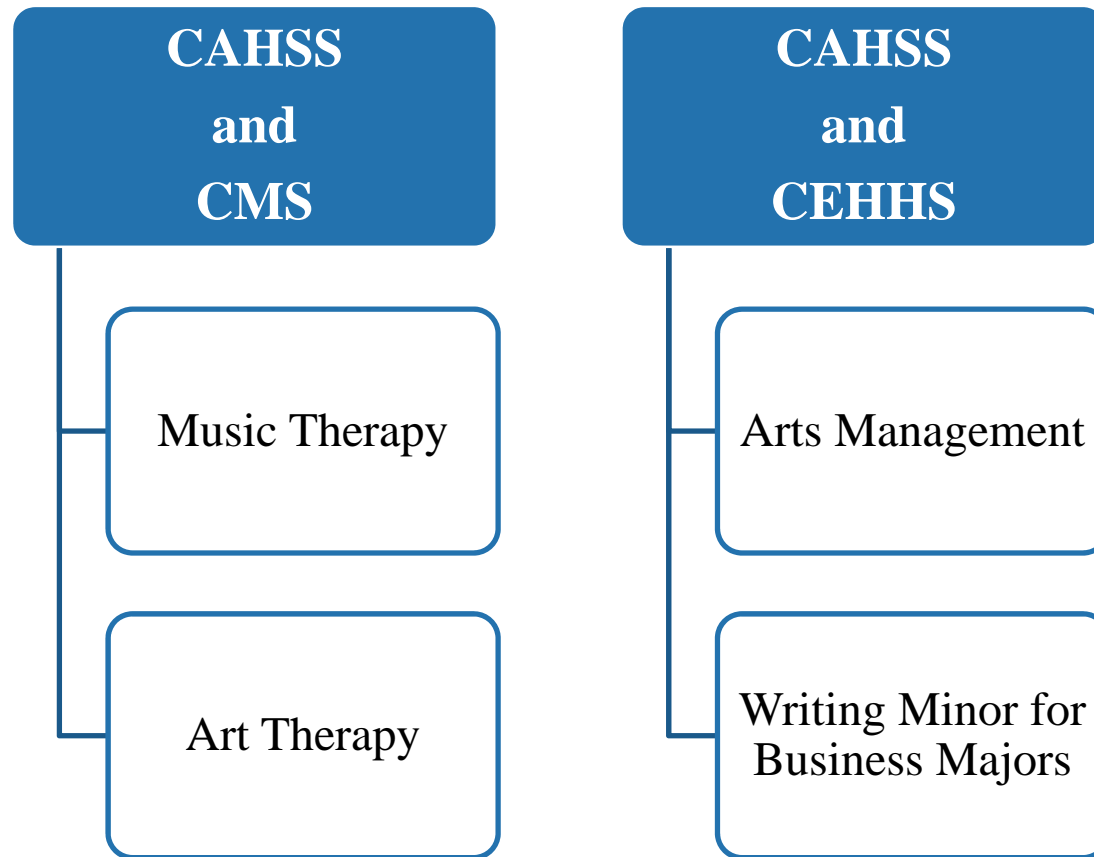 CAHSS
and
CMS
Music Therapy
Art Therapy
CAHSS
and
CEHHS
Arts Management
Writing Minor for
Business Majors